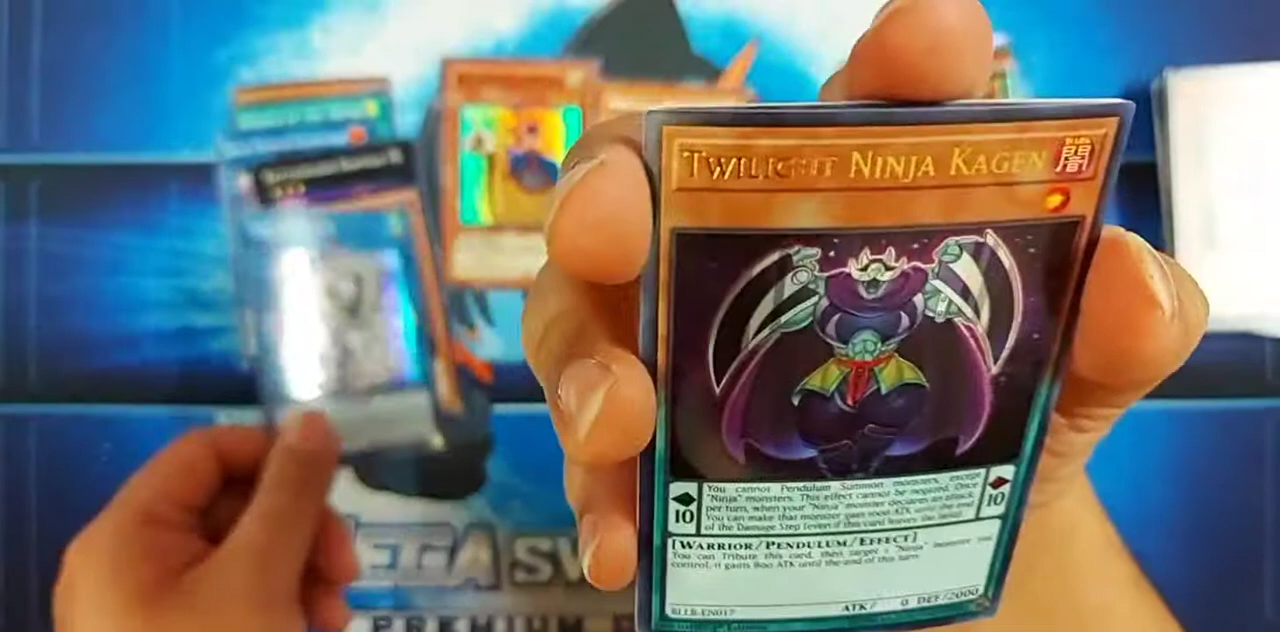 TWILIGHT NINJA KAGEN
闇
10
10
You cannot Pendulum Summon monsters, except
"Ninja" monsters. This effect cannot be negated. Once
per turn, when your "Ninja" monster declares an attack:
You can make that monster gain 1000 ATK until the end
of the Damage Step (even if this card leaves the field).
[WARRIOR/PENDULUM/EFFECT]
You can Tribute this card, then target 1 "Ninja" monster you
control; it gains 800 ATK until the end of this turn.
ATK/ 0 DEF/2000
BLLR-EN017
MEGA SW
PREMIUM